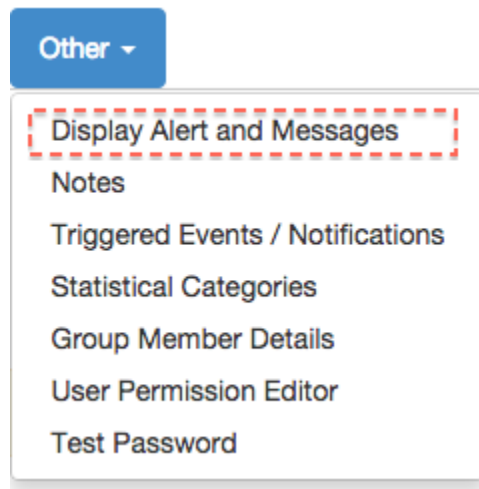 Other
Display Alert and Messages
Notes
Triggered Events / Notifications
Statistical Categories
Group Member Details
User Permission Editor
Test Password